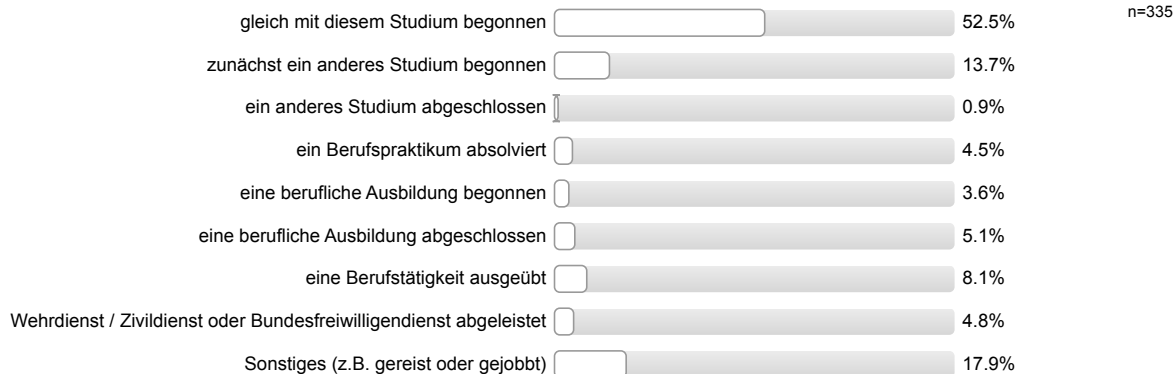 gleich mit diesem Studium begonnen 52.5% n=335
zunächst ein anderes Studium begonnen 13.7%
ein anderes Studium abgeschlossen 0.9%
ein Berufspraktikum absolviert 4.5%
eine berufliche Ausbildung begonnen 3.6%
eine berufliche Ausbildung abgeschlossen 5.1%
eine Berufstätigkeit ausgeübt 8.1%
Wehrdienst / Zivildienst oder Bundesfreiwilligendienst abgeleistet 4.8%
Sonstiges (z.B. gereist oder gejobbt) 17.9%